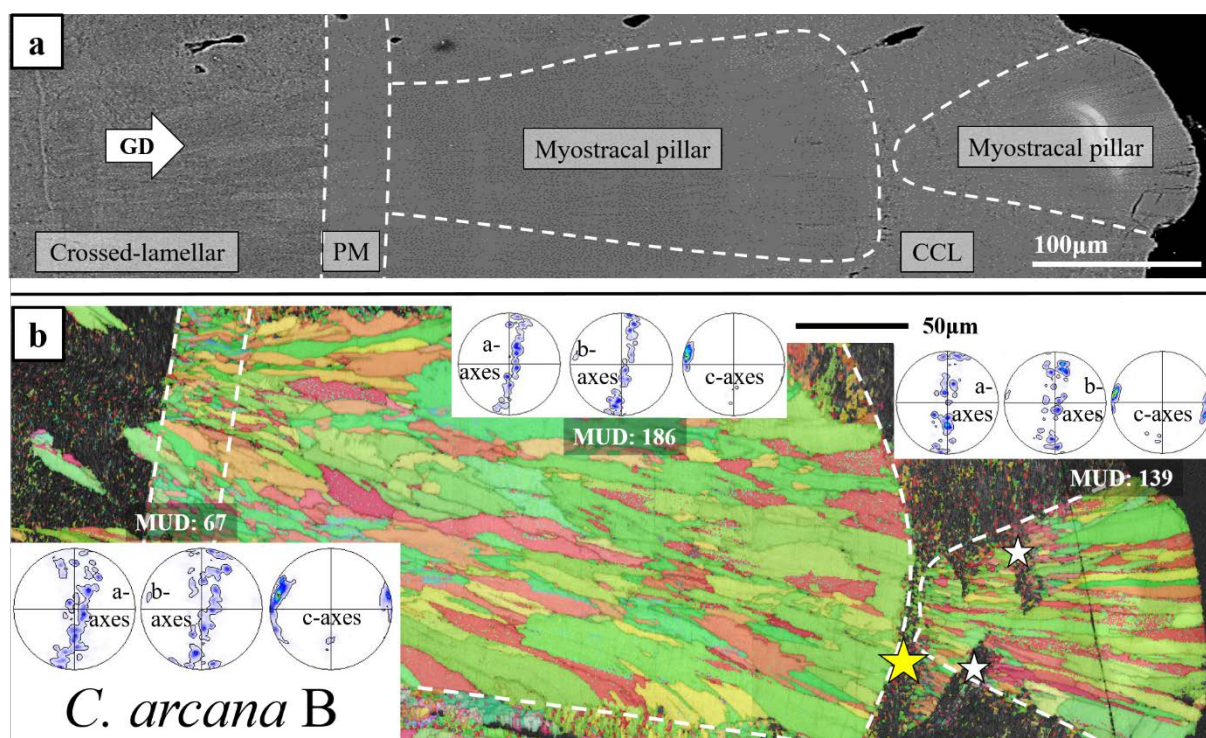 a
GD
Myostracal pillar
Myostracal pillar
Crossed-lamellar
PM
CCL
100µm
b
50µm
a-
axes
b-
axes
c-axes
MUD: 186
a-
axes
b-
axes
c-axes
MUD: 139
MUD: 67
a-
axes
b-
axes
c-axes
C. arcana B